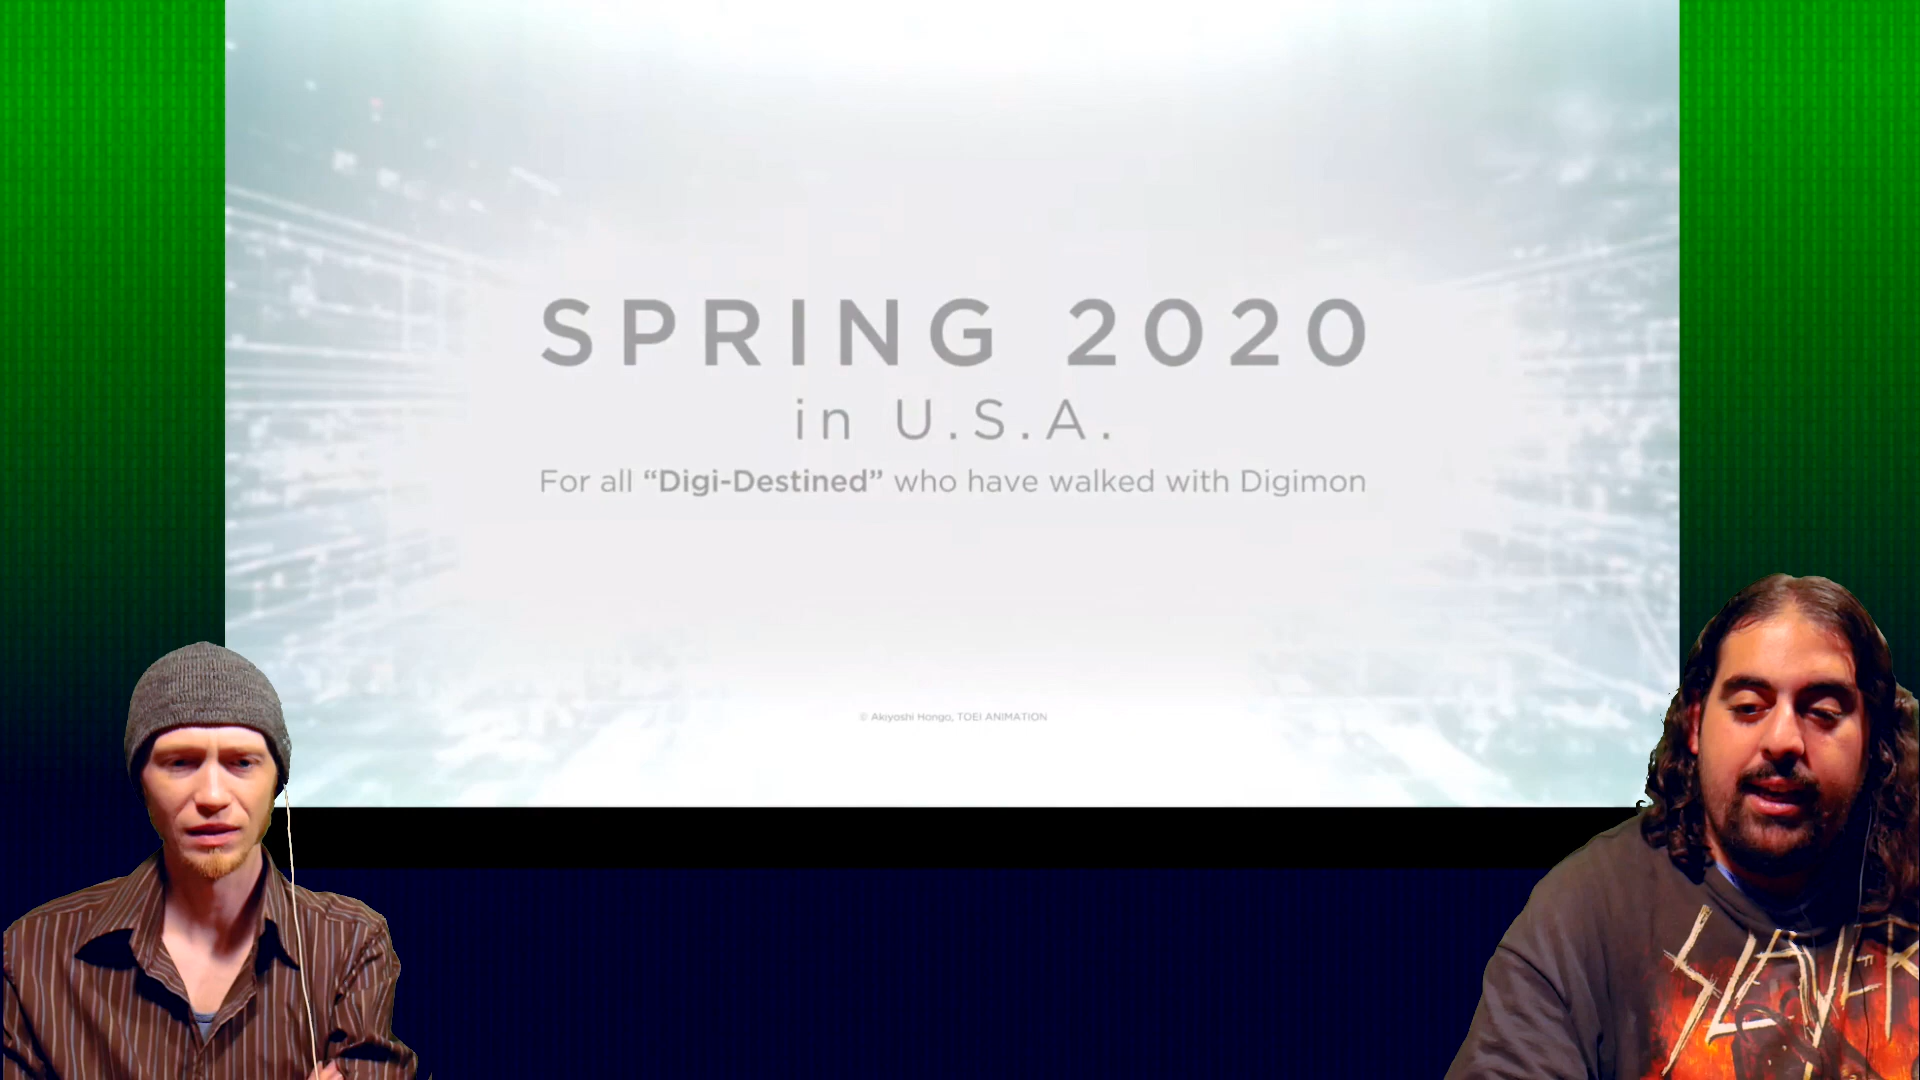 SPRING 2020
in U.S.A.
For all “Digi-Destined” who have walked with Digimon
© Akiyoshi Hongo, TOEI ANIMATION
SLAYER